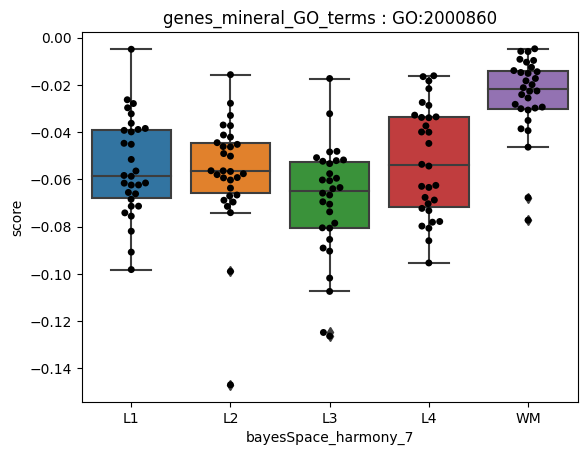 genes_mineral_GO_terms : GO:2000860
0.00
−0.02
−0.04
−0.06
−0.08
−0.10
−0.12
−0.14
score
L1 L2 L3 L4 WM
bayesSpace_harmony_7